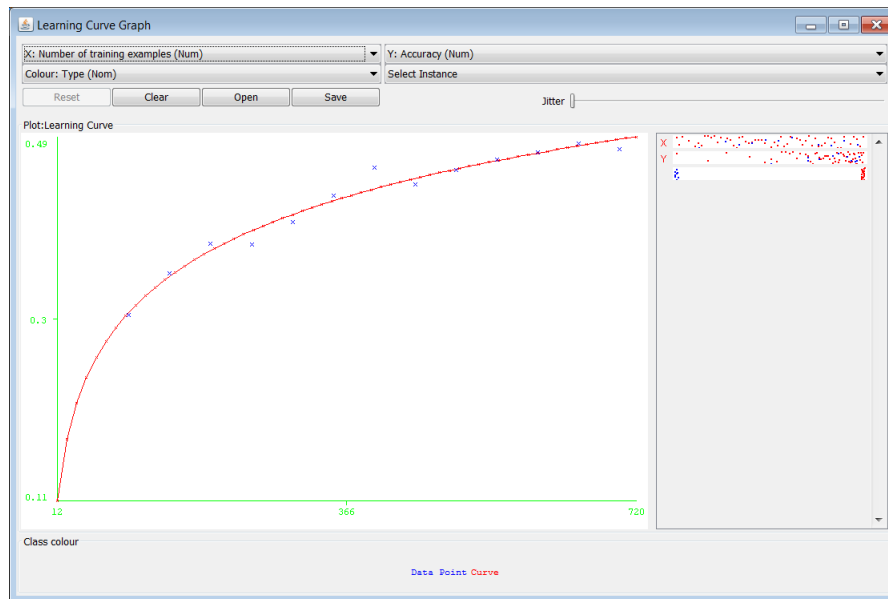 Learning Curve Graph
X: Number of training examples (Num) Y: Accuracy (Num)
Colour: Type (Nom) Select Instance
Reset Clear Open Save Jitter
Plot:Learning Curve
0.49
0.3
0.11
12 366 720
X
Y
Class colour
Data Point Curve